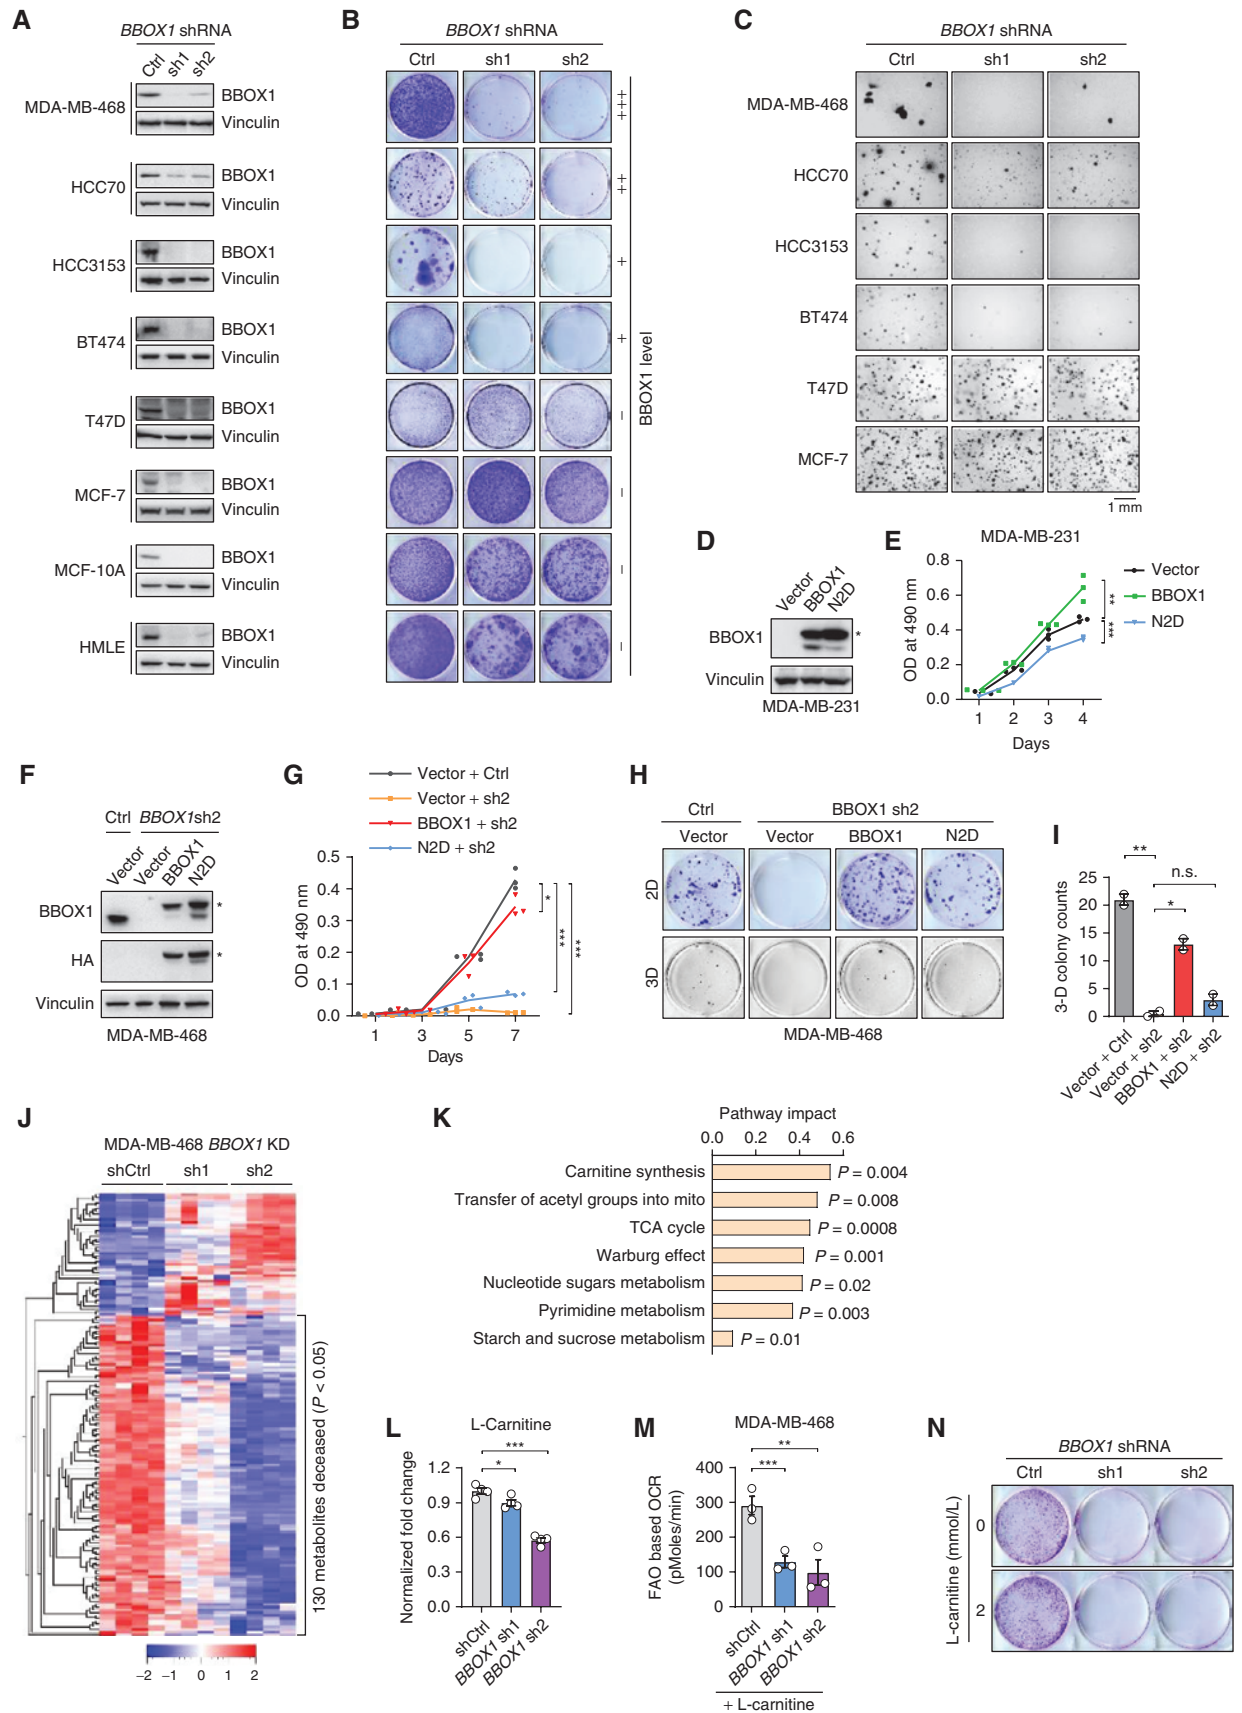 A
BBOX1 shRNA
Ctrl sh1 sh2
MDA-MB-468
BBOX1
Vinculin
HCC70
BBOX1
Vinculin
HCC3153
BBOX1
Vinculin
BT474
BBOX1
Vinculin
T47D
BBOX1
Vinculin
MCF-7
BBOX1
Vinculin
MCF-10A
BBOX1
Vinculin
HMLE
BBOX1
Vinculin
B
BBOX1 shRNA
Ctrl sh1 sh2
+++
++
+
+
–
–
–
–
BBOX1 level
C
BBOX1 shRNA
Ctrl sh1 sh2
MDA-MB-468
HCC70
HCC3153
BT474
T47D
MCF-7
1 mm
D
Vector BBOX1 N2D
BBOX1 *
Vinculin
MDA-MB-231
E
MDA-MB-231
OD at 490 nm
0.8
0.6
0.4
0.2
0.0
1 2 3 4
Days
Vector
BBOX1
N2D
**
***
F
Ctrl BBOX1sh2
Vector Vector BBOX1 N2D
BBOX1 *
HA *
Vinculin
MDA-MB-468
G
Vector + Ctrl
Vector + sh2
BBOX1 + sh2
N2D + sh2
OD at 490 nm
0.5
0.4
0.3
0.2
0.1
0.0
1 3 5 7
Days
*
***
***
H
Ctrl BBOX1 sh2
Vector Vector BBOX1 N2D
2D
3D
MDA-MB-468
I
3-D colony counts
25
20
15
10
5
0
** n.s.
*
Vector + Ctrl
Vector + sh2
BBOX1 + sh2
N2D + sh2
J
MDA-MB-468 BBOX1 KD
shCtrl sh1 sh2
130 metabolites deceased (P < 0.05)
−2 −1 0 1 2
K
Pathway impact
0.0 0.2 0.4 0.6
Carnitine synthesis P = 0.004
Transfer of acetyl groups into mito P = 0.008
TCA cycle P = 0.0008
Warburg effect P = 0.001
Nucleotide sugars metabolism P = 0.02
Pyrimidine metabolism P = 0.003
Starch and sucrose metabolism P = 0.01
L
L-Carnitine
Normalized fold change
1.2
0.9
0.6
0.3
0.0
***
*
shCtrl
BBOX1 sh1
BBOX1 sh2
M
MDA-MB-468
FAO based OCR
(pMoles/min)
400
300
200
100
0
**
***
shCtrl
BBOX1 sh1
BBOX1 sh2
+ L-carnitine
N
BBOX1 shRNA
Ctrl sh1 sh2
L-carnitine (mmol/L)
0
2